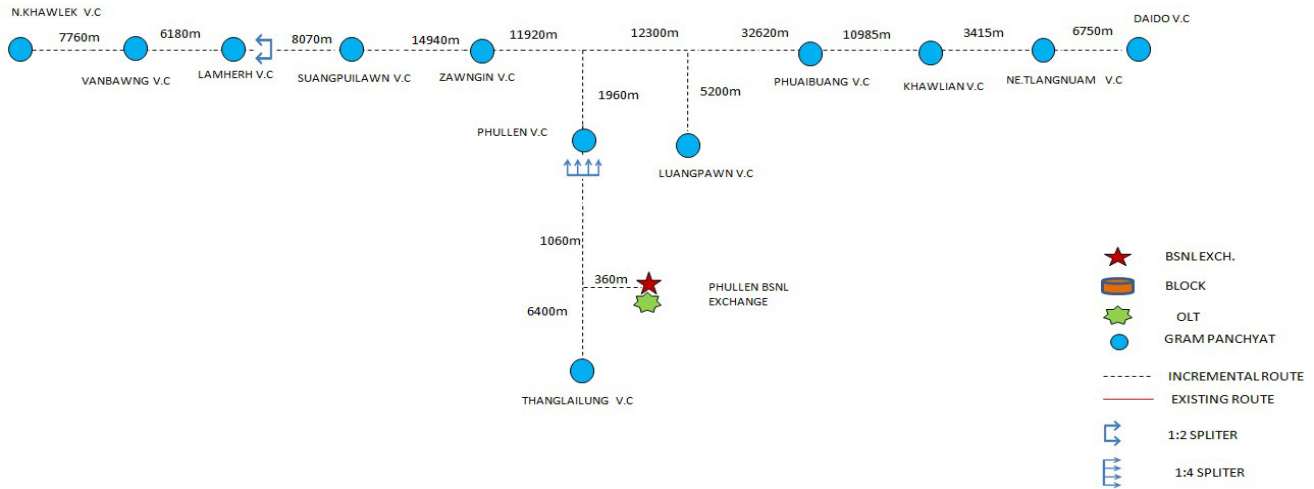 N.KHAWLEK V.C
DAIDO V.C
7760m
6180m
8070m
14940m
11920m
12300m
32620m
10985m
3415m
6750m
VANBAWNG V.C
LAMHERH V.C
SUANGPUILAWN V.C
ZAWNGIN V.C
PHUAIBUANG V.C
KHAWLIAN V.C
NE.TLANGNUAM V.C
1960m
5200m
PHULLEN V.C
LUANGPAWN V.C
1060m
360m
PHULLEN BSNL
EXCHANGE
6400m
THANGLAILUNG V.C
BSNL EXCH.
BLOCK
OLT
GRAM PANCHYAT
INCREMENTAL ROUTE
EXISTING ROUTE
1:2 SPLITER
1:4 SPLITER